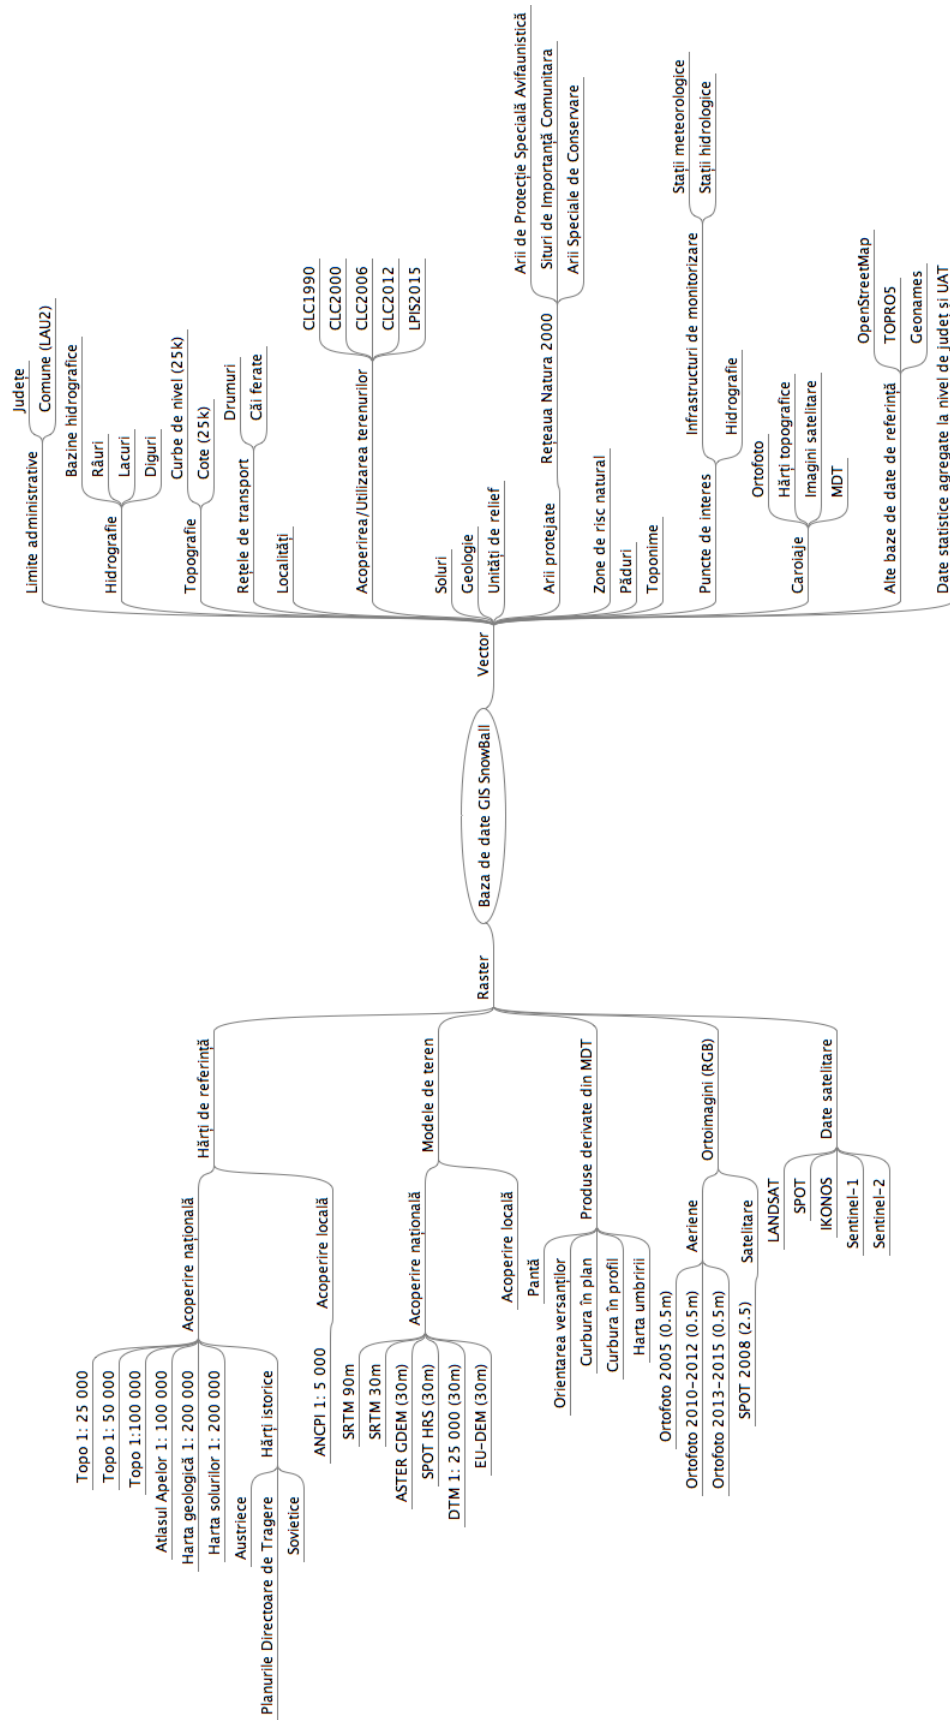 Baza de date GIS SnowBall
Raster
Hărți de referință
Acoperire națională
Topo 1: 25 000
Topo 1: 50 000
Topo 1:100 000
Atlasul Apelor 1: 100 000
Harta geologică 1: 200 000
Harta solurilor 1: 200 000
Hărți istorice
Austriece
Planurile Directoare de Tragere
Sovietice
Acoperire locală
ANCPI 1: 5 000
Modele de teren
Acoperire națională
SRTM 90m
SRTM 30m
ASTER GDEM (30m)
SPOT HRS (30m)
DTM 1: 25 000 (30m)
EU-DEM (30m)
Acoperire locală
Produse derivate din MDT
Pantă
Orientarea versanților
Curbura în plan
Curbura în profil
Harta umbririi
Ortoimagini (RGB)
Aeriene
Ortofoto 2005 (0.5m)
Ortofoto 2010-2012 (0.5m)
Ortofoto 2013-2015 (0.5m)
Satelitare
SPOT 2008 (2.5)
Date satelitare
LANDSAT
SPOT
IKONOS
Sentinel-1
Sentinel-2
Vector
Limite administrative
Județe
Comune (LAU2)
Hidrografie
Bazine hidrografice
Râuri
Lacuri
Diguri
Topografie
Curbe de nivel (25k)
Cote (25k)
Rețele de transport
Drumuri
Căi ferate
Localități
Acoperirea/Utilizarea terenurilor
CLC1990
CLC2000
CLC2006
CLC2012
LPIS2015
Soluri
Geologie
Unități de relief
Arii protejate
Rețeaua Natura 2000
Arii de Protecție Specială Avifaunistică
Situri de Importanță Comunitara
Arii Speciale de Conservare
Zone de risc natural
Păduri
Toponime
Puncte de interes
Infrastructuri de monitorizare
Stații meteorologice
Stații hidrologice
Hidrografie
Caroiaje
Ortofoto
Hărți topografice
Imagini satelitare
MDT
Alte baze de date de referință
OpenStreetMap
TOPRO5
Geonames
Date statistice agregate la nivel de județ și UAT